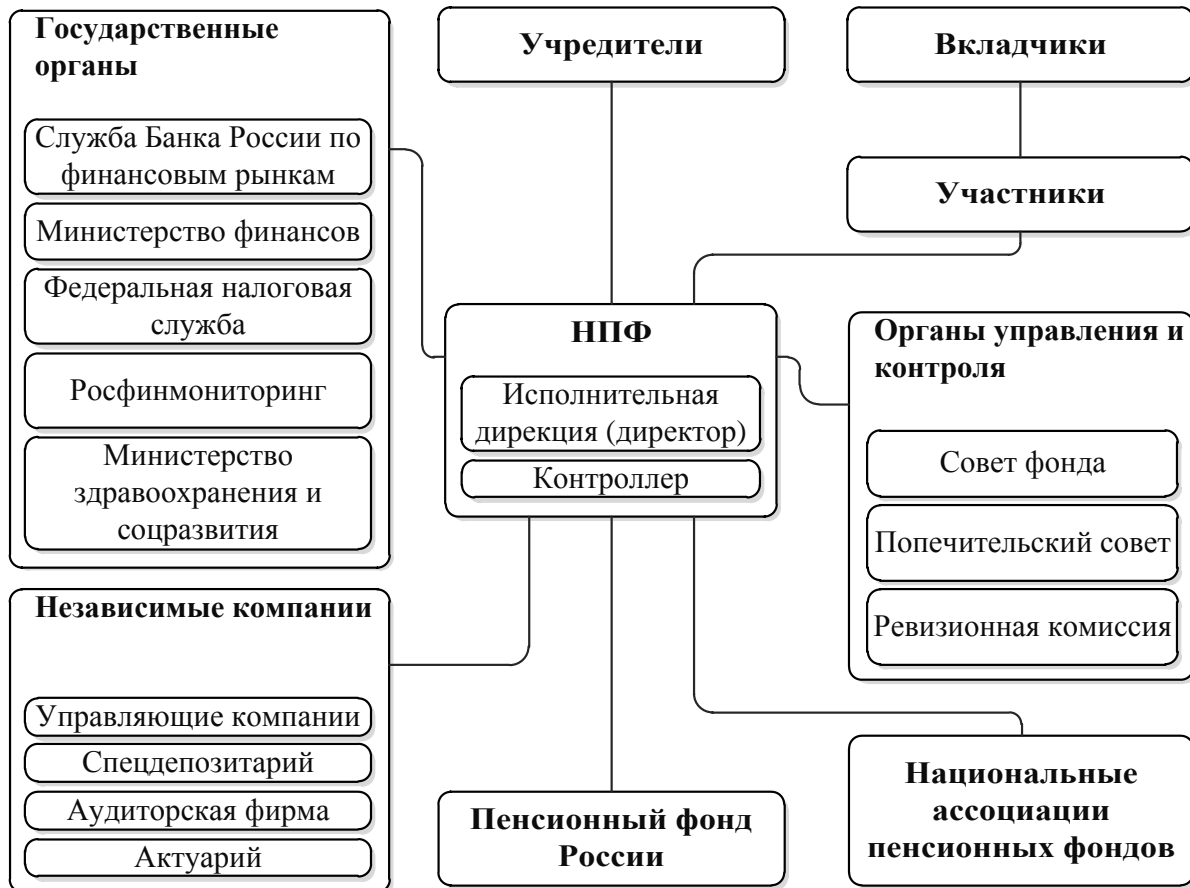 Государственные
органы
Служба Банка России по
финансовым рынкам
Министерство финансов
Федеральная налоговая
служба
Росфинмониторинг
Министерство
здравоохранения и
соцразвития
Независимые компании
Управляющие компании
Спецдепозитарий
Аудиторская фирма
Актуарий
Учредители
НПФ
Исполнительная
дирекция (директор)
Контроллер
Пенсионный фонд
России
Вкладчики
Участники
Органы управления и
контроля
Совет фонда
Попечительский совет
Ревизионная комиссия
Национальные
ассоциации
пенсионных фондов